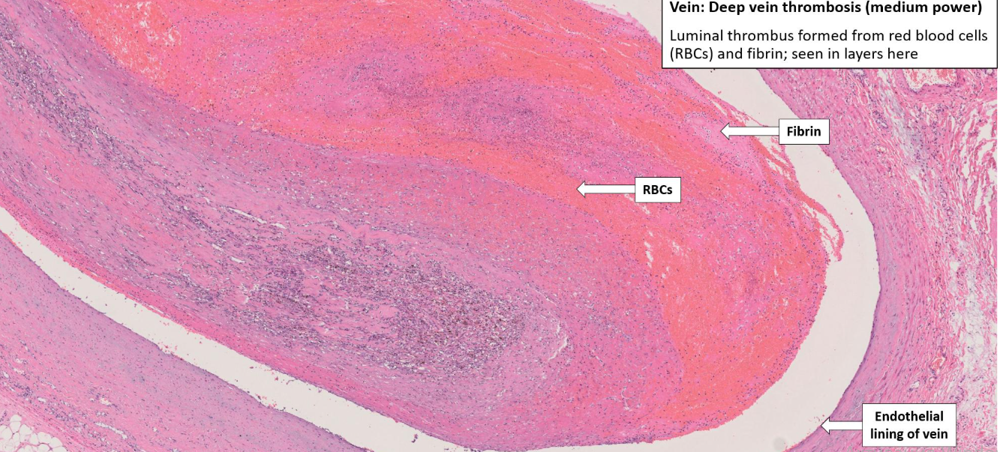 Vein: Deep vein thrombosis (medium power)
Luminal thrombus formed from red blood cells
(RBCs) and fibrin; seen in layers here
Fibrin
RBCs
Endothelial
lining of vein